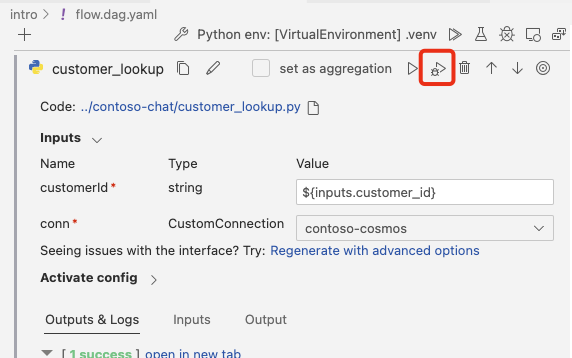 intro > ! flow.dag.yaml
Python env: [VirtualEnvironment] .venv
customer_lookup set as aggregation
Code: ../contoso-chat/customer_lookup.py
Inputs
Name Type Value
customerId * string ${inputs.customer_id}
conn * CustomConnection contoso-cosmos
Seeing issues with the interface? Try: Regenerate with advanced options
Activate config
Outputs & Logs Inputs Output
[ 1 success ] open in new tab